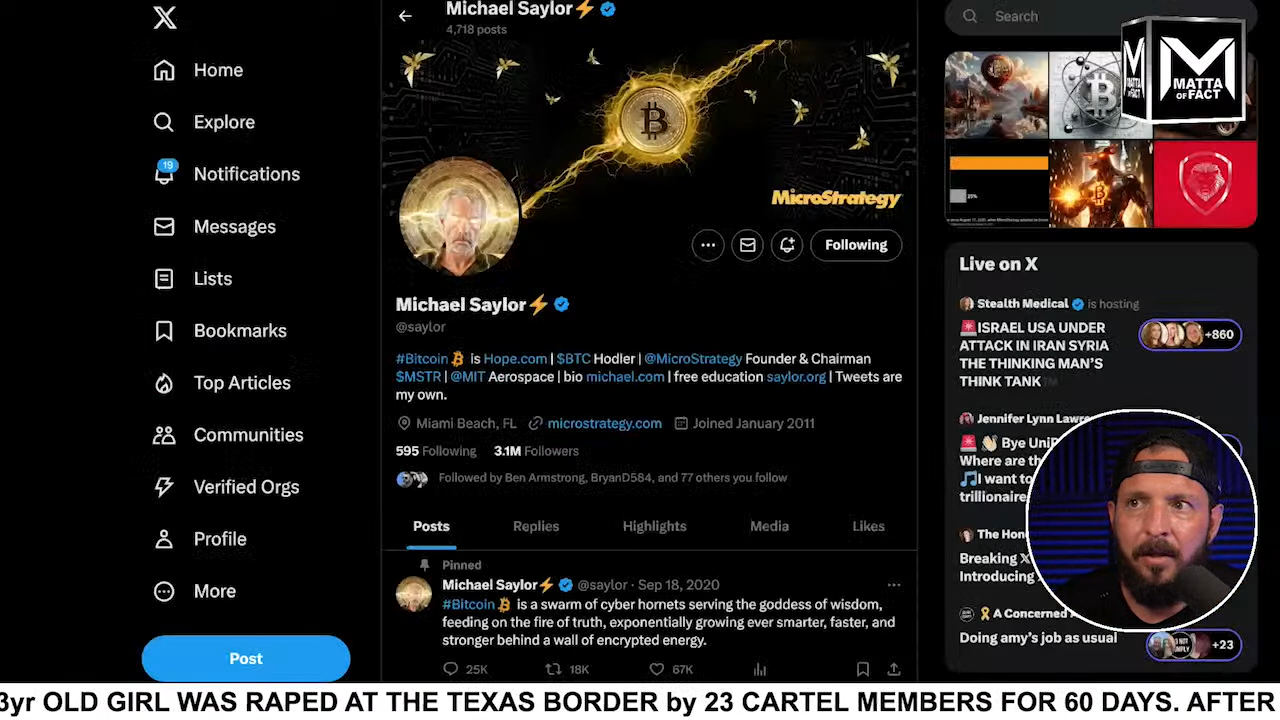 Home
Explore
19
Notifications
Messages
Lists
Bookmarks
Top Articles
Communities
Verified Orgs
Profile
More
Post
Michael Saylor⚡
4,718 posts
MicroStrategy
Following
Michael Saylor⚡
@saylor
#Bitcoin is Hope.com | $BTC Hodler | @MicroStrategy Founder & Chairman
$MSTR | @MIT Aerospace | bio michael.com | free education saylor.org | Tweets are
my own.
Miami Beach, FL microstrategy.com Joined January 2011
595 Following 3.1M Followers
Followed by Ben Armstrong, BryanD584, and 77 others you follow
Posts Replies Highlights Media Likes
Pinned
Michael Saylor⚡ @saylor · Sep 18, 2020
#Bitcoin is a swarm of cyber hornets serving the goddess of wisdom,
feeding on the fire of truth, exponentially growing ever smarter, faster, and
stronger behind a wall of encrypted energy.
25K 18K 67K
Search
MATTA
OF FACT
Live on X
Stealth Medical is hosting
🚨ISRAEL USA UNDER
ATTACK IN IRAN SYRIA
THE THINKING MAN'S
THINK TANK™
+860
Jennifer Lynn
🚨 👏🏻 Bye
Where are
🎵I want to
trillionaire
The
Breaking
Introducing
🎗 A Concerned
Doing amy's job as usual
+23
3yr OLD GIRL WAS RAPED AT THE TEXAS BORDER by 23 CARTEL MEMBERS FOR 60 DAYS. AFTER